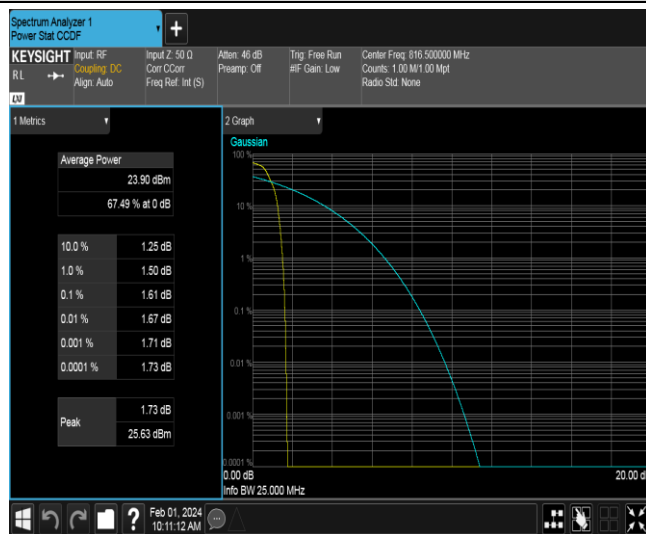 Spectrum Analyzer 1
Power Stat CCDF
+
KEYSIGHT
RL
LXI
Input: RF
Coupling: DC
Align: Auto
Input Z: 50 Ω
Corr CCorr
Freq Ref: Int (S)
Atten: 46 dB
Preamp: Off
Trig: Free Run
#IF Gain: Low
Center Freq: 816.500000 MHz
Counts: 1.00 M/1.00 Mpt
Radio Std: None
1 Metrics
Average Power
23.90 dBm
67.49 % at 0 dB
10.0 % 1.25 dB
1.0 % 1.50 dB
0.1 % 1.61 dB
0.01 % 1.67 dB
0.001 % 1.71 dB
0.0001 % 1.73 dB
Peak
1.73 dB
25.63 dBm
2 Graph
Gaussian
100 %
10 %
1 %
0.1 %
0.01 %
0.001 %
0.0001 %
0.00 dB
20.00 d
Info BW 25.000 MHz
?
Feb 01, 2024
10:11:12 AM